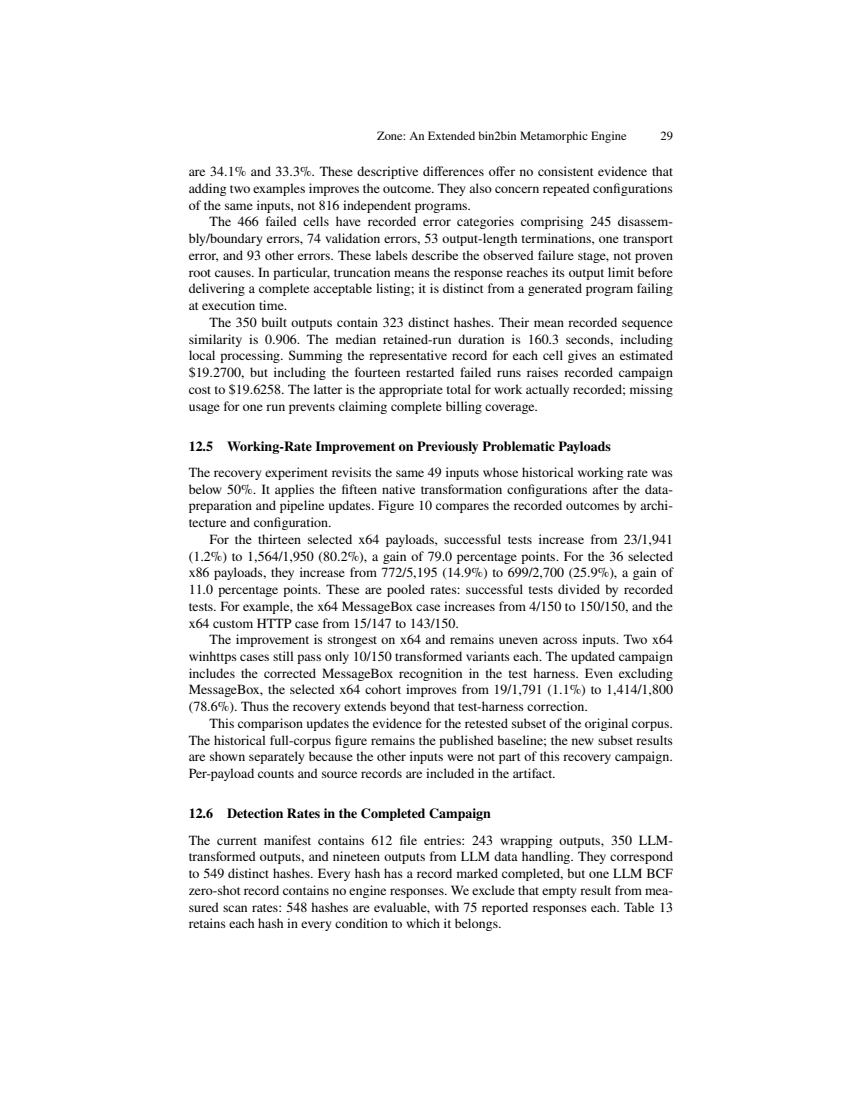 Zone: An Extended bin2bin Metamorphic Engine 29
are 34.1% and 33.3%. These descriptive differences offer no consistent evidence that
adding two examples improves the outcome. They also concern repeated configurations
of the same inputs, not 816 independent programs.
The 466 failed cells have recorded error categories comprising 245 disassem-
bly/boundary errors, 74 validation errors, 53 output-length terminations, one transport
error, and 93 other errors. These labels describe the observed failure stage, not proven
root causes. In particular, truncation means the response reaches its output limit before
delivering a complete acceptable listing; it is distinct from a generated program failing
at execution time.
The 350 built outputs contain 323 distinct hashes. Their mean recorded sequence
similarity is 0.906. The median retained-run duration is 160.3 seconds, including
local processing. Summing the representative record for each cell gives an estimated
$19.2700, but including the fourteen restarted failed runs raises recorded campaign
cost to $19.6258. The latter is the appropriate total for work actually recorded; missing
usage for one run prevents claiming complete billing coverage.
12.5 Working-Rate Improvement on Previously Problematic Payloads
The recovery experiment revisits the same 49 inputs whose historical working rate was
below 50%. It applies the fifteen native transformation configurations after the data-
preparation and pipeline updates. Figure 10 compares the recorded outcomes by archi-
tecture and configuration.
For the thirteen selected x64 payloads, successful tests increase from 23/1,941
(1.2%) to 1,564/1,950 (80.2%), a gain of 79.0 percentage points. For the 36 selected
x86 payloads, they increase from 772/5,195 (14.9%) to 699/2,700 (25.9%), a gain of
11.0 percentage points. These are pooled rates: successful tests divided by recorded
tests. For example, the x64 MessageBox case increases from 4/150 to 150/150, and the
x64 custom HTTP case from 15/147 to 143/150.
The improvement is strongest on x64 and remains uneven across inputs. Two x64
winhttps cases still pass only 10/150 transformed variants each. The updated campaign
includes the corrected MessageBox recognition in the test harness. Even excluding
MessageBox, the selected x64 cohort improves from 19/1,791 (1.1%) to 1,414/1,800
(78.6%). Thus the recovery extends beyond that test-harness correction.
This comparison updates the evidence for the retested subset of the original corpus.
The historical full-corpus figure remains the published baseline; the new subset results
are shown separately because the other inputs were not part of this recovery campaign.
Per-payload counts and source records are included in the artifact.
12.6 Detection Rates in the Completed Campaign
The current manifest contains 612 file entries: 243 wrapping outputs, 350 LLM-
transformed outputs, and nineteen outputs from LLM data handling. They correspond
to 549 distinct hashes. Every hash has a record marked completed, but one LLM BCF
zero-shot record contains no engine responses. We exclude that empty result from mea-
sured scan rates: 548 hashes are evaluable, with 75 reported responses each. Table 13
retains each hash in every condition to which it belongs.